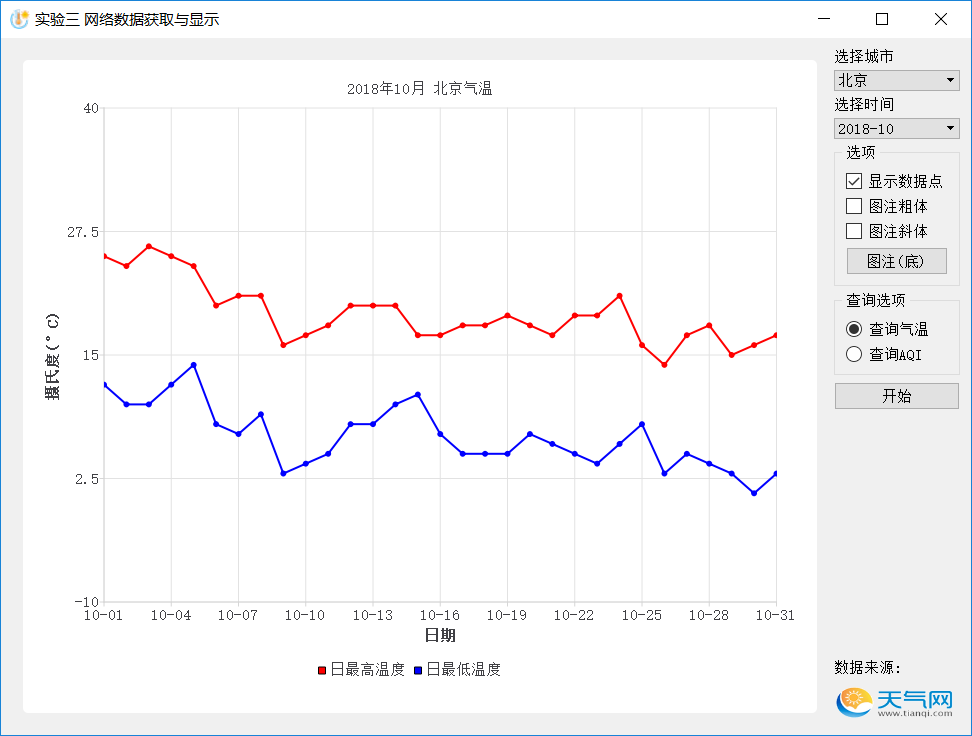 实验三 网络数据获取与显示
2018年10月 北京气温
40
27.5
15
2.5
-10
摄氏度(°C)
10-01 10-04 10-07 10-10 10-13 10-16 10-19 10-22 10-25 10-28 10-31
日期
日最高温度 日最低温度
选择城市
北京
选择时间
2018-10
选项
显示数据点
图注粗体
图注斜体
图注(底)
查询选项
查询气温
查询AQI
开始
数据来源:
天气网
www.tianqi.com